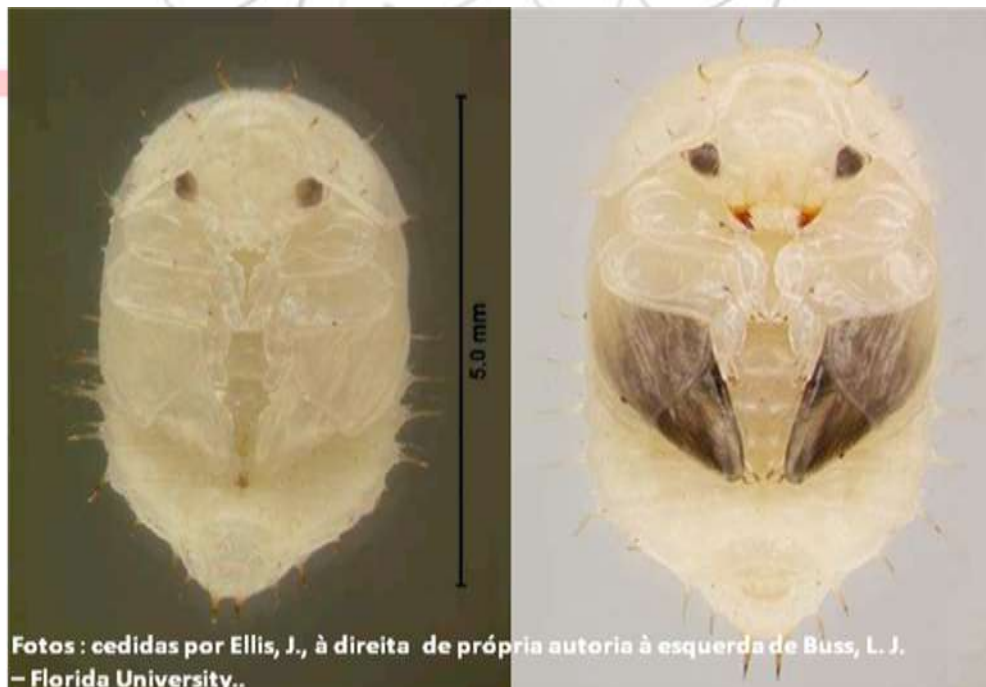 5.0 mm
Fotos : cedidas por Ellis, J., à direita de própria autoria à esquerda de Buss, L. J.
– Florida University..